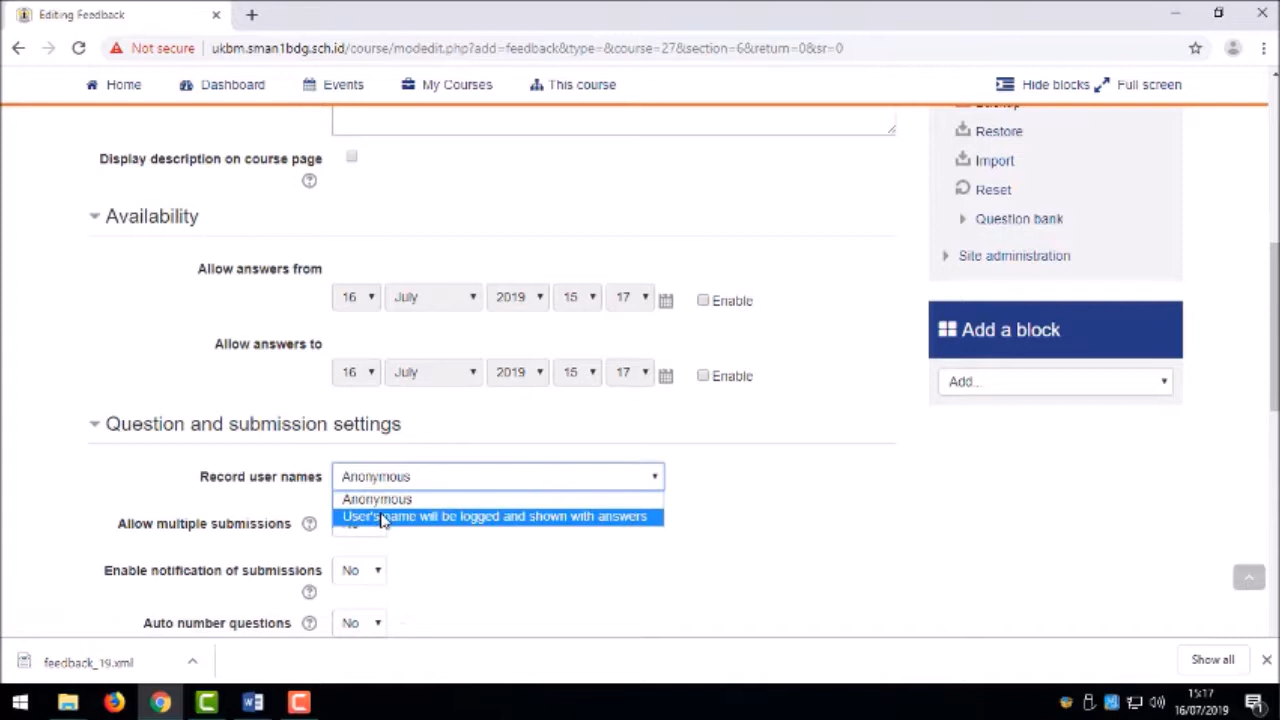 Editing Feedback
Not secure
ukbm.sman1bdg.sch.id/course/modedit.php?add=feedback&type=&course=27&section=6&return=0&sr=0
Home Dashboard Events My Courses This course Hide blocks Full screen
Backup
Restore
Display description on course page
Import
Reset
Availability
Question bank
Site administration
Allow answers from
16 July 2019 15 17 Enable
Add a block
Allow answers to
16 July 2019 15 17 Enable
Add...
Question and submission settings
Record user names Anonymous
Anonymous
User's name will be logged and shown with answers
Allow multiple submissions
Enable notification of submissions No
Auto number questions No
feedback_19.xml
Show all
15:17
16/07/2019